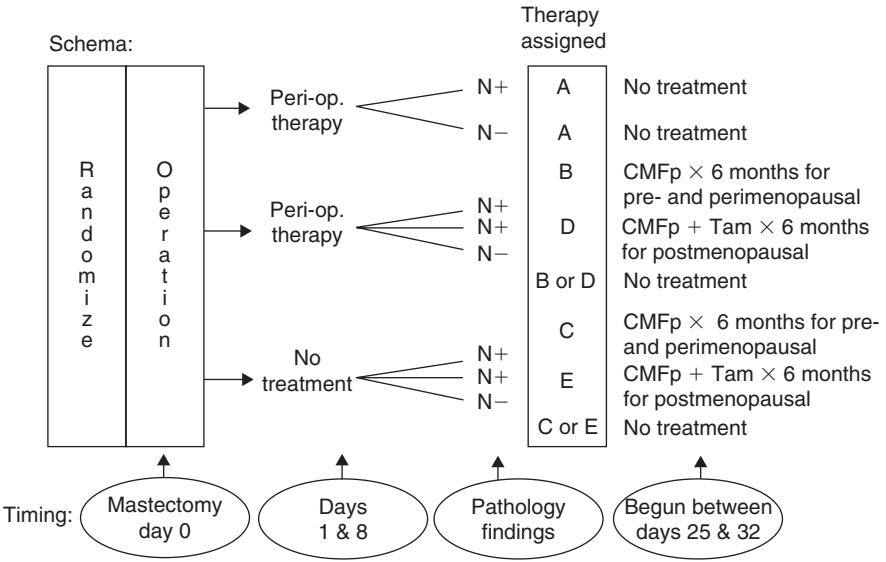 Schema:
Therapy
assigned
Randomize
Operation
Peri-op.
therapy
N+
A
No treatment
N−
A
No treatment
Peri-op.
therapy
N+
N+
N−
B
CMFp × 6 months for
pre- and perimenopausal
D
CMFp + Tam × 6 months
for postmenopausal
B or D
No treatment
No
treatment
N+
N+
N−
C
CMFp × 6 months for pre-
and perimenopausal
E
CMFp + Tam × 6 months
for postmenopausal
C or E
No treatment
Timing:
Mastectomy
day 0
Days
1 & 8
Pathology
findings
Begun between
days 25 & 32